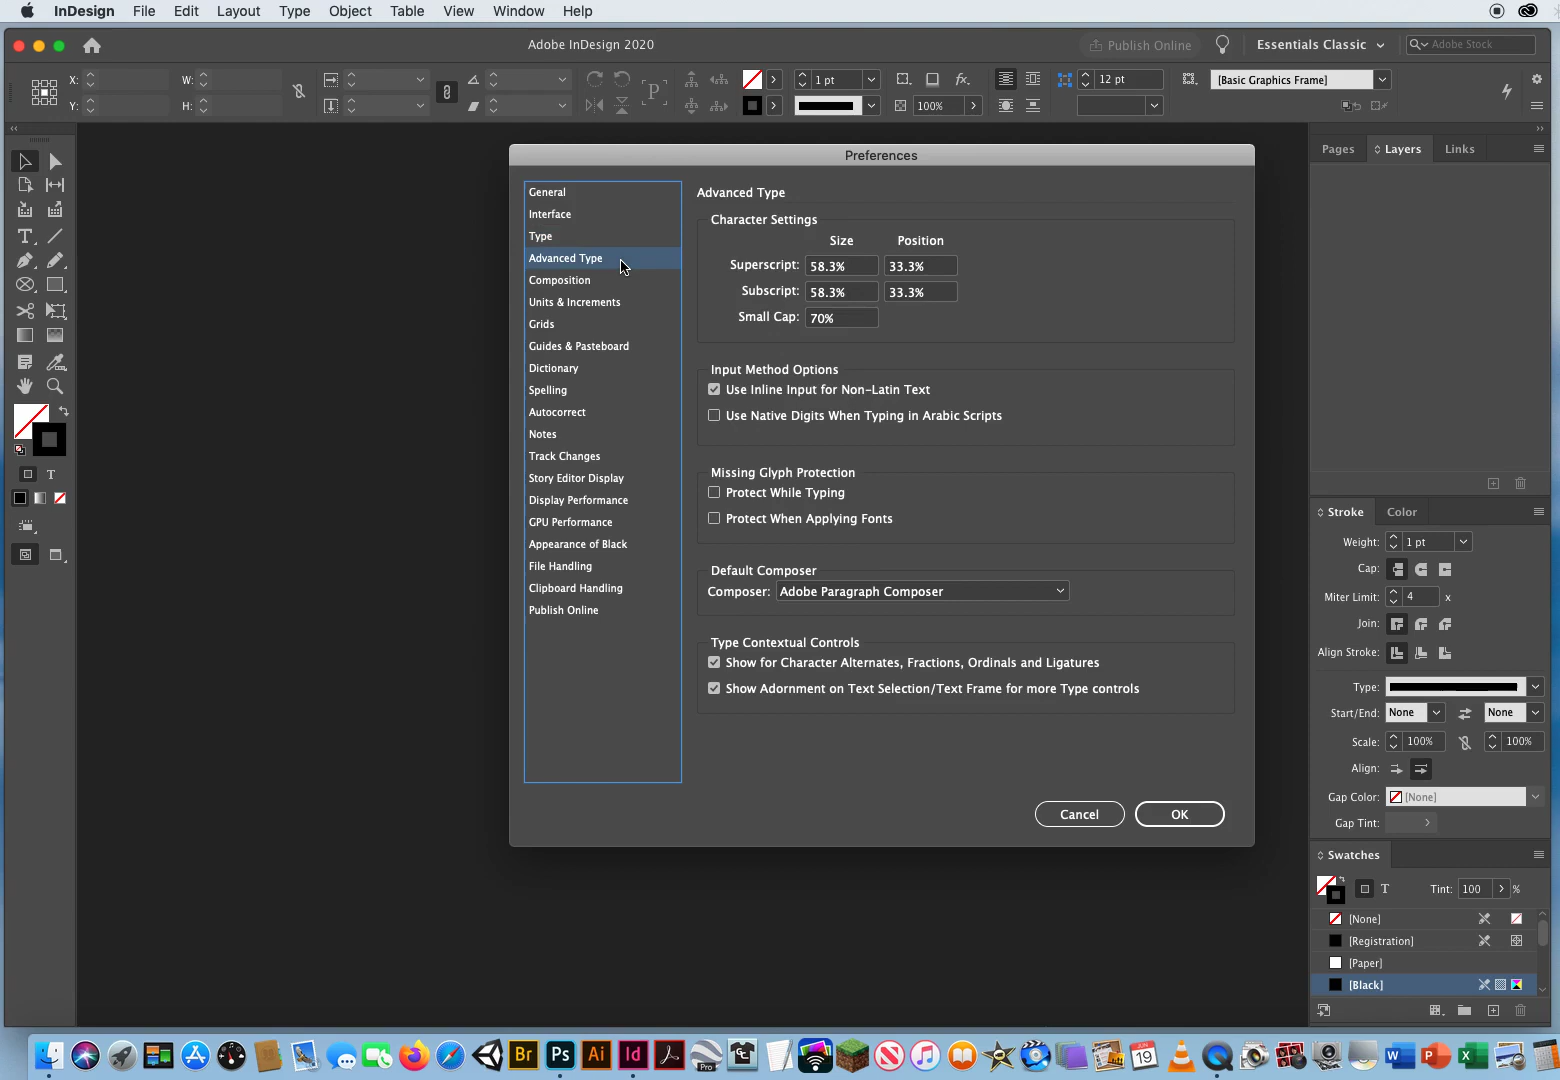 InDesign File Edit Layout Type Object Table View Window Help
Adobe InDesign 2020 Publish Online Essentials Classic Adobe Stock
X: W: 1 pt fx. 12 pt [Basic Graphics Frame]
Y: H: P 100%
Preferences
General
Interface
Type
Advanced Type
Composition
Units & Increments
Grids
Guides & Pasteboard
Dictionary
Spelling
Autocorrect
Notes
Track Changes
Story Editor Display
Display Performance
GPU Performance
Appearance of Black
File Handling
Clipboard Handling
Publish Online
Advanced Type
Character Settings
Size Position
Superscript: 58.3% 33.3%
Subscript: 58.3% 33.3%
Small Cap: 70%
Input Method Options
Use Inline Input for Non-Latin Text
Use Native Digits When Typing in Arabic Scripts
Missing Glyph Protection
Protect While Typing
Protect When Applying Fonts
Default Composer
Composer: Adobe Paragraph Composer
Type Contextual Controls
Show for Character Alternates, Fractions, Ordinals and Ligatures
Show Adornment on Text Selection/Text Frame for more Type controls
Cancel OK
Pages Layers Links
Stroke Color
Weight: 1 pt
Cap:
Miter Limit: 4 x
Join:
Align Stroke:
Type:
Start/End: None None
Scale: 100% 100%
Align:
Gap Color: [None]
Gap Tint:
Swatches
T Tint: 100 %
[None]
[Registration]
[Paper]
[Black]
Br Ps Ai Id Pro JUN 19 W P X